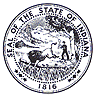 SEAL OF THE STATE OF INDIANA
1816